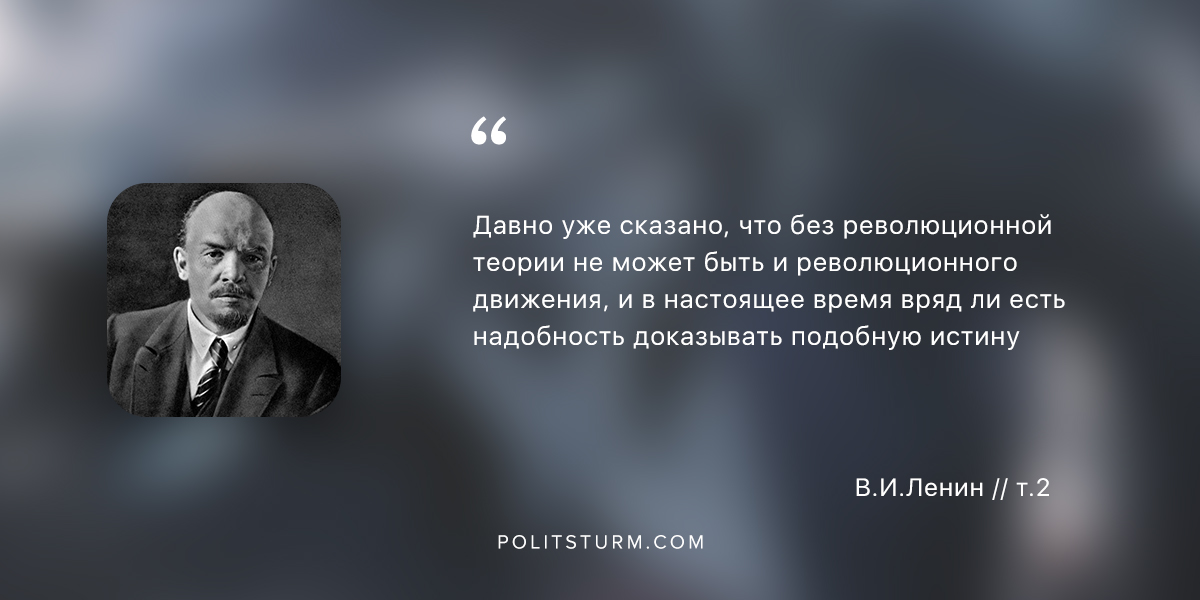 “
Давно уже сказано, что без революционной
теории не может быть и революционного
движения, и в настоящее время вряд ли есть
надобность доказывать подобную истину
В.И.Ленин // т.2
POLITSTURM.COM